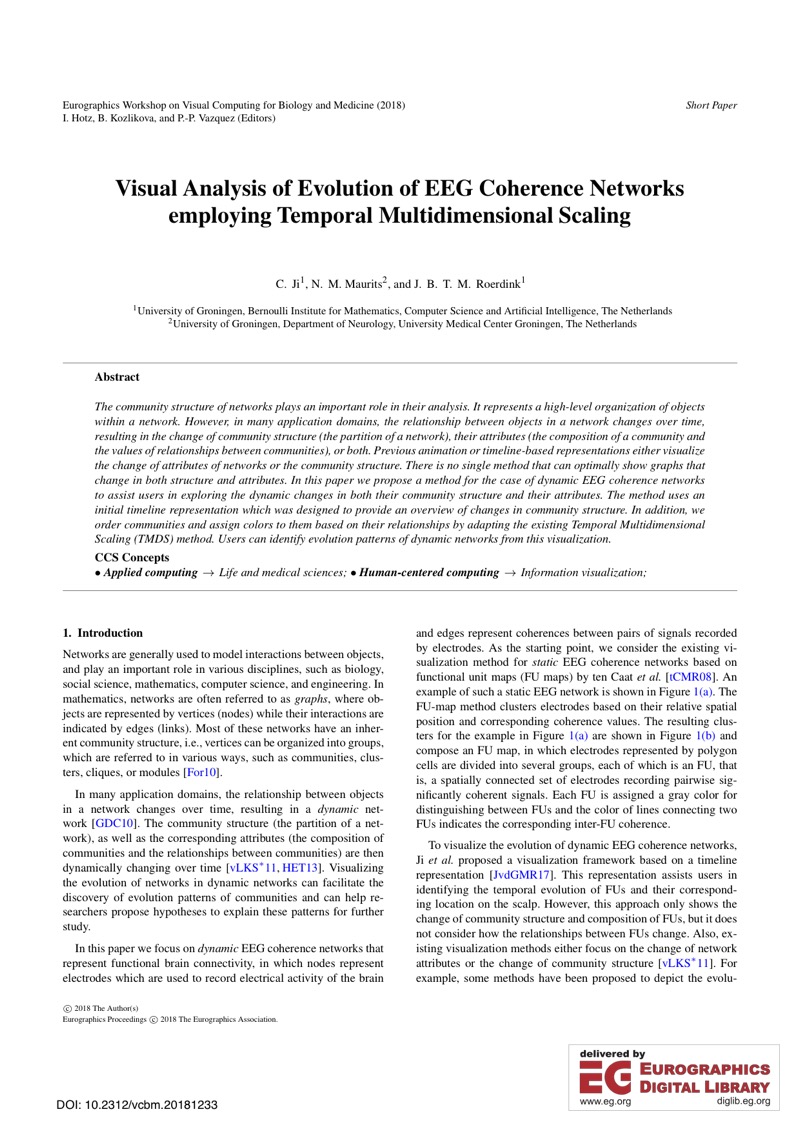 Eurographics Workshop on Visual Computing for Biology and Medicine (2018)
Short Paper
I. Hotz, B. Kozlikova, and P.-P. Vazquez (Editors)
Visual Analysis of Evolution of EEG Coherence Networks
employing Temporal Multidimensional Scaling
C. Ji1, N. M. Maurits2, and J. B. T. M. Roerdink1
1University of Groningen, Bernoulli Institute for Mathematics, Computer Science and Artificial Intelligence, The Netherlands
2University of Groningen, Department of Neurology, University Medical Center Groningen, The Netherlands
Abstract
The community structure of networks plays an important role in their analysis. It represents a high-level organization of objects
within a network. However, in many application domains, the relationship between objects in a network changes over time,
resulting in the change of community structure (the partition of a network), their attributes (the composition of a community and
the values of relationships between communities), or both. Previous animation or timeline-based representations either visualize
the change of attributes of networks or the community structure. There is no single method that can optimally show graphs that
change in both structure and attributes. In this paper we propose a method for the case of dynamic EEG coherence networks
to assist users in exploring the dynamic changes in both their community structure and their attributes. The method uses an
initial timeline representation which was designed to provide an overview of changes in community structure. In addition, we
order communities and assign colors to them based on their relationships by adapting the existing Temporal Multidimensional
Scaling (TMDS) method. Users can identify evolution patterns of dynamic networks from this visualization.
CCS Concepts
• Applied computing → Life and medical sciences; • Human-centered computing → Information visualization;
1. Introduction
Networks are generally used to model interactions between objects,
and play an important role in various disciplines, such as biology,
social science, mathematics, computer science, and engineering. In
mathematics, networks are often referred to as graphs, where ob-
jects are represented by vertices (nodes) while their interactions are
indicated by edges (links). Most of these networks have an inher-
ent community structure, i.e., vertices can be organized into groups,
which are referred to in various ways, such as communities, clus-
ters, cliques, or modules [For10].
In many application domains, the relationship between objects
in a network changes over time, resulting in a dynamic net-
work [GDC10]. The community structure (the partition of a net-
work), as well as the corresponding attributes (the composition of
communities and the relationships between communities) are then
dynamically changing over time [vLKS*11, HET13]. Visualizing
the evolution of networks in dynamic networks can facilitate the
discovery of evolution patterns of communities and can help re-
searchers propose hypotheses to explain these patterns for further
study.
In this paper we focus on dynamic EEG coherence networks that
represent functional brain connectivity, in which nodes represent
electrodes which are used to record electrical activity of the brain
and edges represent coherences between pairs of signals recorded
by electrodes. As the starting point, we consider the existing vi-
sualization method for static EEG coherence networks based on
functional unit maps (FU maps) by ten Caat et al. [tCMR08]. An
example of such a static EEG network is shown in Figure 1(a). The
FU-map method clusters electrodes based on their relative spatial
position and corresponding coherence values. The resulting clus-
ters for the example in Figure 1(a) are shown in Figure 1(b) and
compose an FU map, in which electrodes represented by polygon
cells are divided into several groups, each of which is an FU, that
is, a spatially connected set of electrodes recording pairwise sig-
nificantly coherent signals. Each FU is assigned a gray color for
distinguishing between FUs and the color of lines connecting two
FUs indicates the corresponding inter-FU coherence.
To visualize the evolution of dynamic EEG coherence networks,
Ji et al. proposed a visualization framework based on a timeline
representation [JvdGMR17]. This representation assists users in
identifying the temporal evolution of FUs and their correspond-
ing location on the scalp. However, this approach only shows the
change of community structure and composition of FUs, but it does
not consider how the relationships between FUs change. Also, ex-
isting visualization methods either focus on the change of network
attributes or the change of community structure [vLKS*11]. For
example, some methods have been proposed to depict the evolu-
© 2018 The Author(s)
Eurographics Proceedings © 2018 The Eurographics Association.
delivered by
EG EUROGRAPHICS
DIGITAL LIBRARY
www.eg.org
diglib.eg.org
DOI: 10.2312/vcbm.20181233